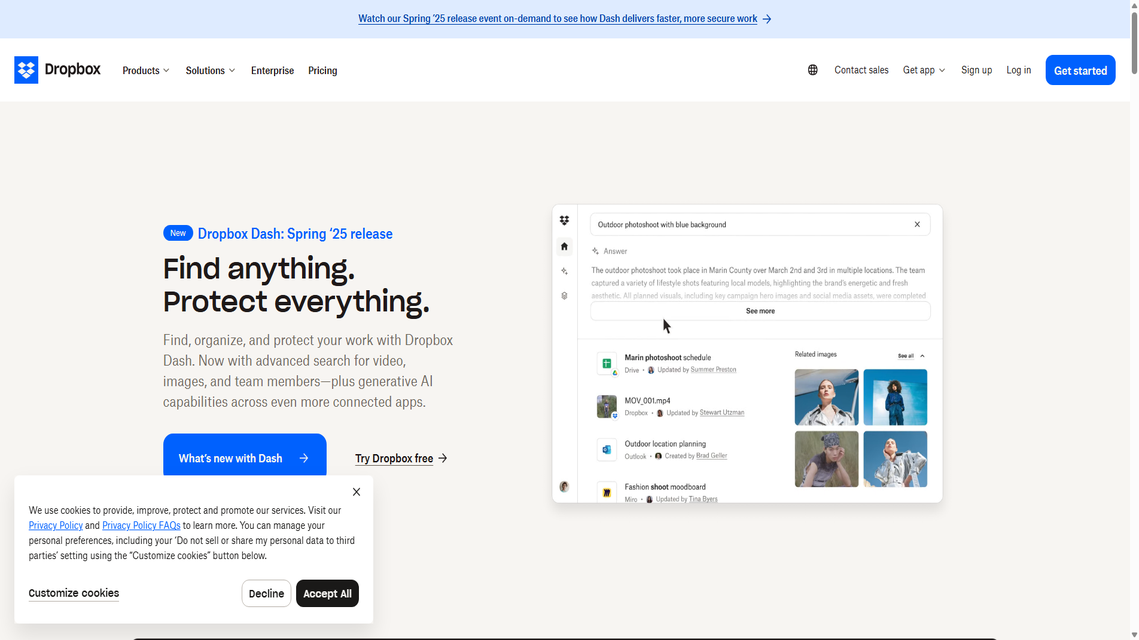 Watch our Spring ’25 release event on-demand to see how Dash delivers faster, more secure work
Dropbox
Products
Solutions
Enterprise
Pricing
Contact sales
Get app
Sign up
Log in
Get started
New
Dropbox Dash: Spring ‘25 release
Find anything.
Protect everything.
Find, organize, and protect your work with Dropbox
Dash. Now with advanced search for video,
images, and team members—plus generative AI
capabilities across even more connected apps.
What’s new with Dash
Try Dropbox free
Outdoor photoshoot with blue background
Answer
The outdoor photoshoot took place in Marin County over March 2nd and 3rd in multiple locations. The team
captured a variety of lifestyle shots featuring local models, highlighting the brand’s energetic and fresh
aesthetic. All planned visuals, including key campaign hero images and social media assets, were completed
See more
Marin photoshoot schedule
Drive • Updated by Summer Preston
MOV_001.mp4
Dropbox • Updated by Stewart Utzman
Outdoor location planning
Outlook • Created by Brad Geller
Fashion shoot moodboard
Miro • Updated by Tina Byers
Related images
See all
We use cookies to provide, improve, protect and promote our services. Visit our
Privacy Policy and Privacy Policy FAQs to learn more. You can manage your
personal preferences, including your ‘Do not sell or share my personal data to third
parties’ setting using the “Customize cookies” button below.
Customize cookies
Decline
Accept All